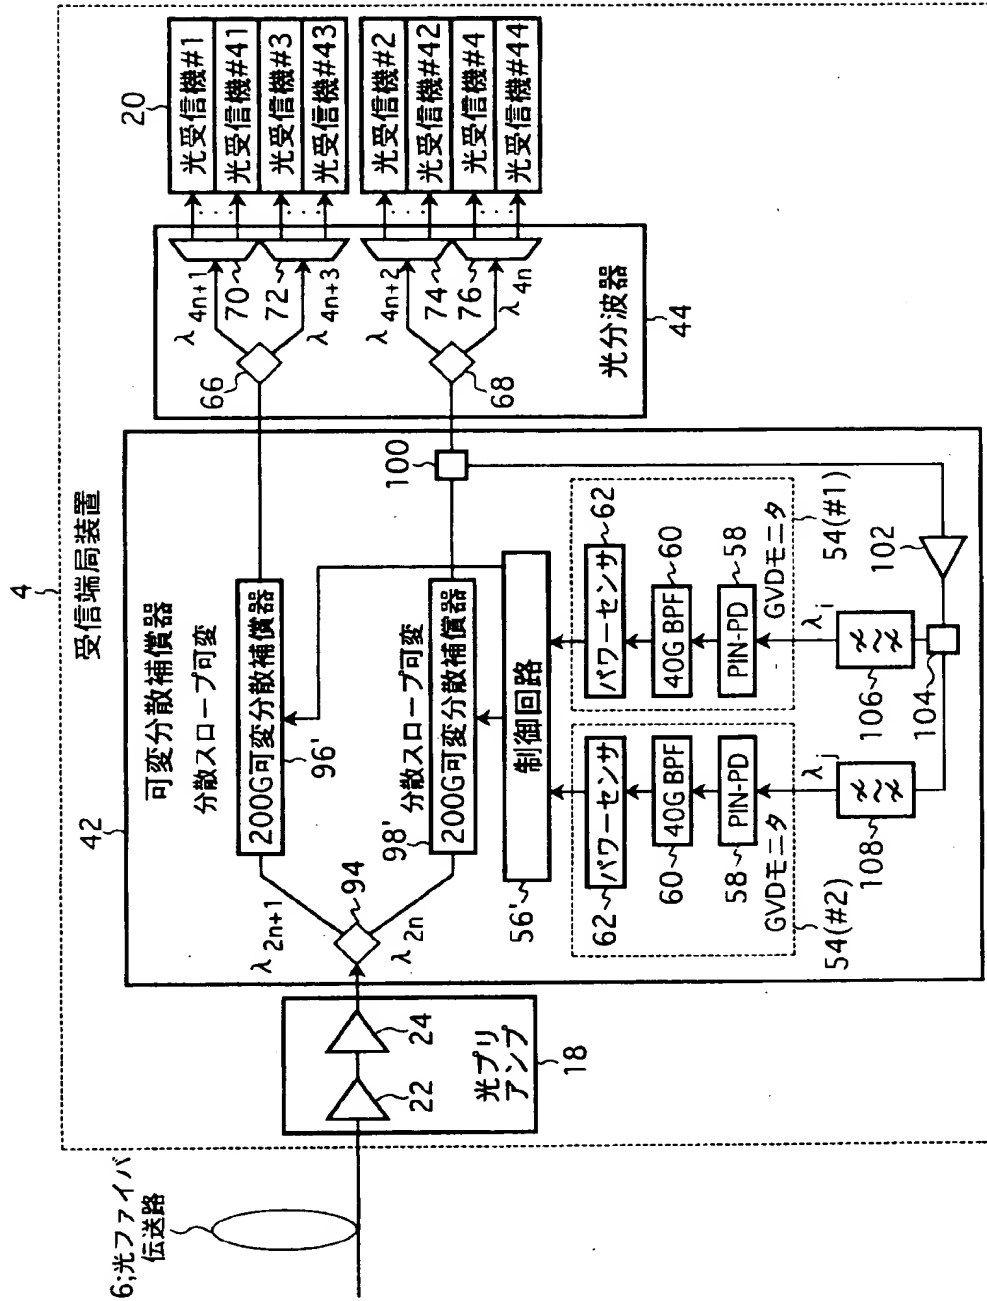 4
受信端局装置
6;光ファイバ
伝送路
22
24
光プリ
アンプ
18
42
可変分散補償器
分散スロープ可変
200G可変分散補償器
96'
λ2n+1
94
λ2n
分散スロープ可変
200G可変分散補償器
98'
100
制御回路
56'
パワーセンサ
62
40G BPF
60
PIN-PD
58
GVDモニタ
54(#2)
パワーセンサ
62
40G BPF
60
PIN-PD
58
GVDモニタ
54(#1)
λj
λi
108
106
104
102
66
68
λ4n+1
70
72
λ4n+3
λ4n+2
74
76
λ4n
光分波器
44
20
光受信機#1
光受信機#41
光受信機#3
光受信機#43
光受信機#2
光受信機#42
光受信機#4
光受信機#44